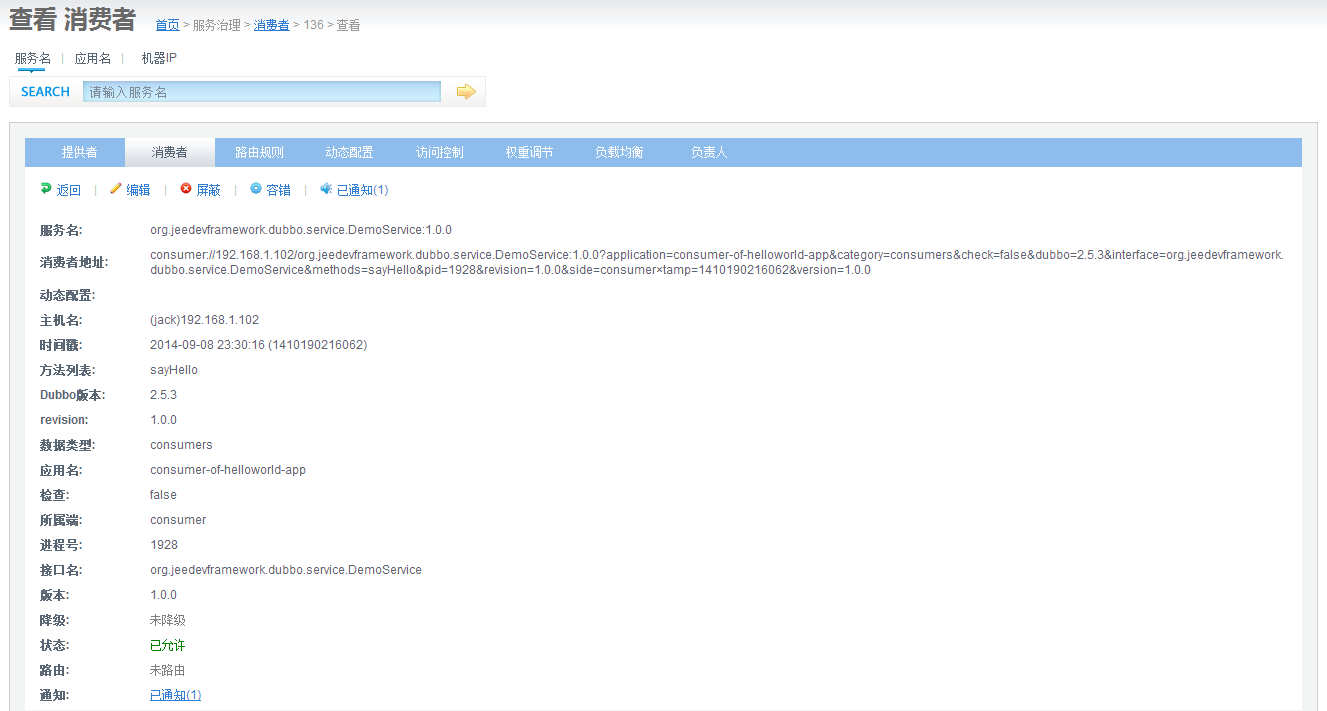 查看 消费者 首页 > 服务治理 > 消费者 > 136 > 查看
服务名 | 应用名 | 机器IP
SEARCH 请输入服务名
提供者 消费者 路由规则 动态配置 访问控制 权重调节 负载均衡 负责人
返回 | 编辑 | 屏蔽 | 容错 | 已通知(1)
服务名: org.jeedevframework.dubbo.service.DemoService:1.0.0
消费者地址: consumer://192.168.1.102/org.jeedevframework.dubbo.service.DemoService:1.0.0?application=consumer-of-helloworld-app&category=consumers&check=false&dubbo=2.5.3&interface=org.jeedevframework.
dubbo.service.DemoService&methods=sayHello&pid=1928&revision=1.0.0&side=consumer×tamp=1410190216062&version=1.0.0
动态配置:
主机名: (jack)192.168.1.102
时间戳: 2014-09-08 23:30:16 (1410190216062)
方法列表: sayHello
Dubbo版本: 2.5.3
revision: 1.0.0
数据类型: consumers
应用名: consumer-of-helloworld-app
检查: false
所属端: consumer
进程号: 1928
接口名: org.jeedevframework.dubbo.service.DemoService
版本: 1.0.0
降级: 未降级
状态: 已允许
路由: 未路由
通知: 已通知(1)